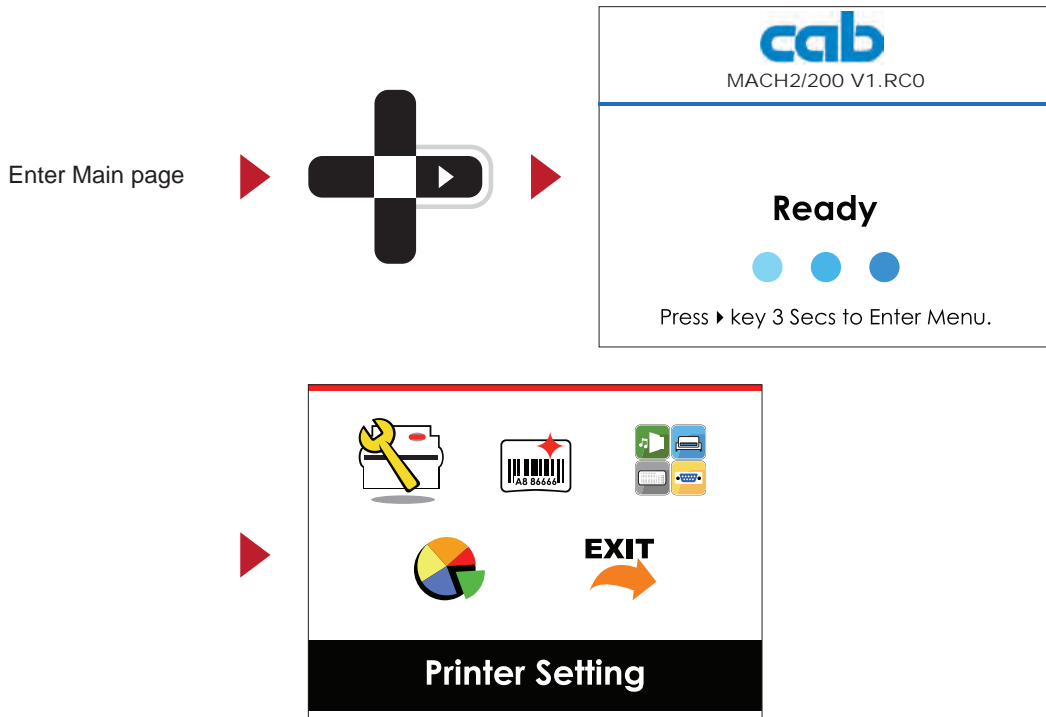 cab
MACH2/200 V1.RC0
Enter Main page
Ready
Press key 3 Secs to Enter Menu.
A8 86666
EXIT
Printer Setting